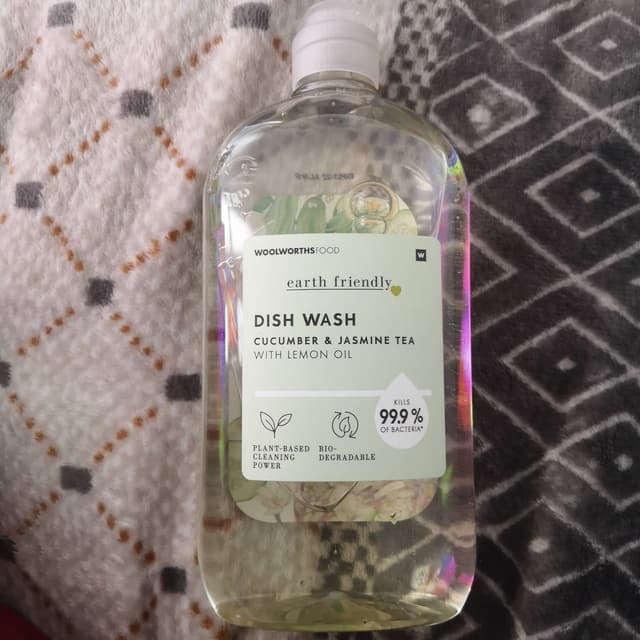 WOOLWORTHSFOOD
W
earth friendly
DISH WASH
CUCUMBER & JASMINE TEA
WITH LEMON OIL
KILLS
99.9%
OF BACTERIA*
PLANT-BASED
CLEANING
POWER
BIO-
DEGRADABLE